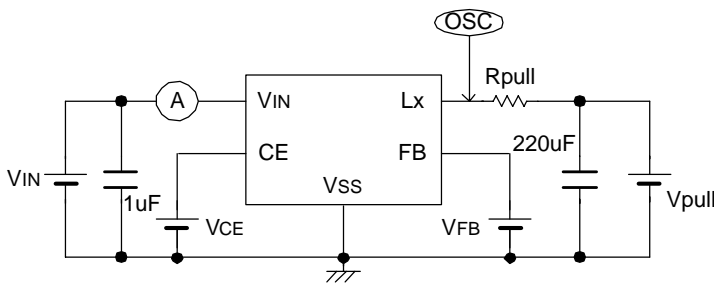 OSC
Rpull
A
VIN
Lx
CE
FB
220uF
VIN
VSS
1uF
VCE
VFB
Vpull